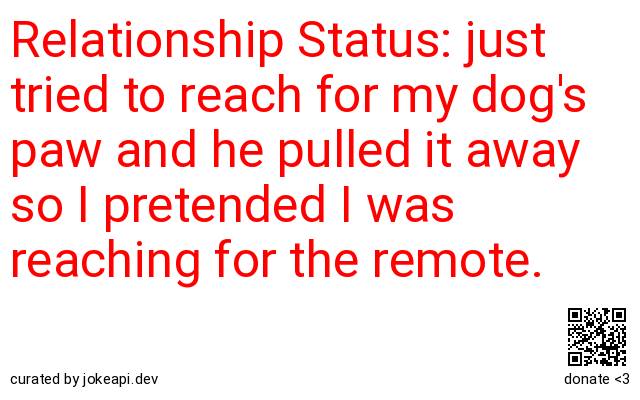 Relationship Status: just
tried to reach for my dog's
paw and he pulled it away
so I pretended I was
reaching for the remote.
curated by jokeapi.dev
donate <3